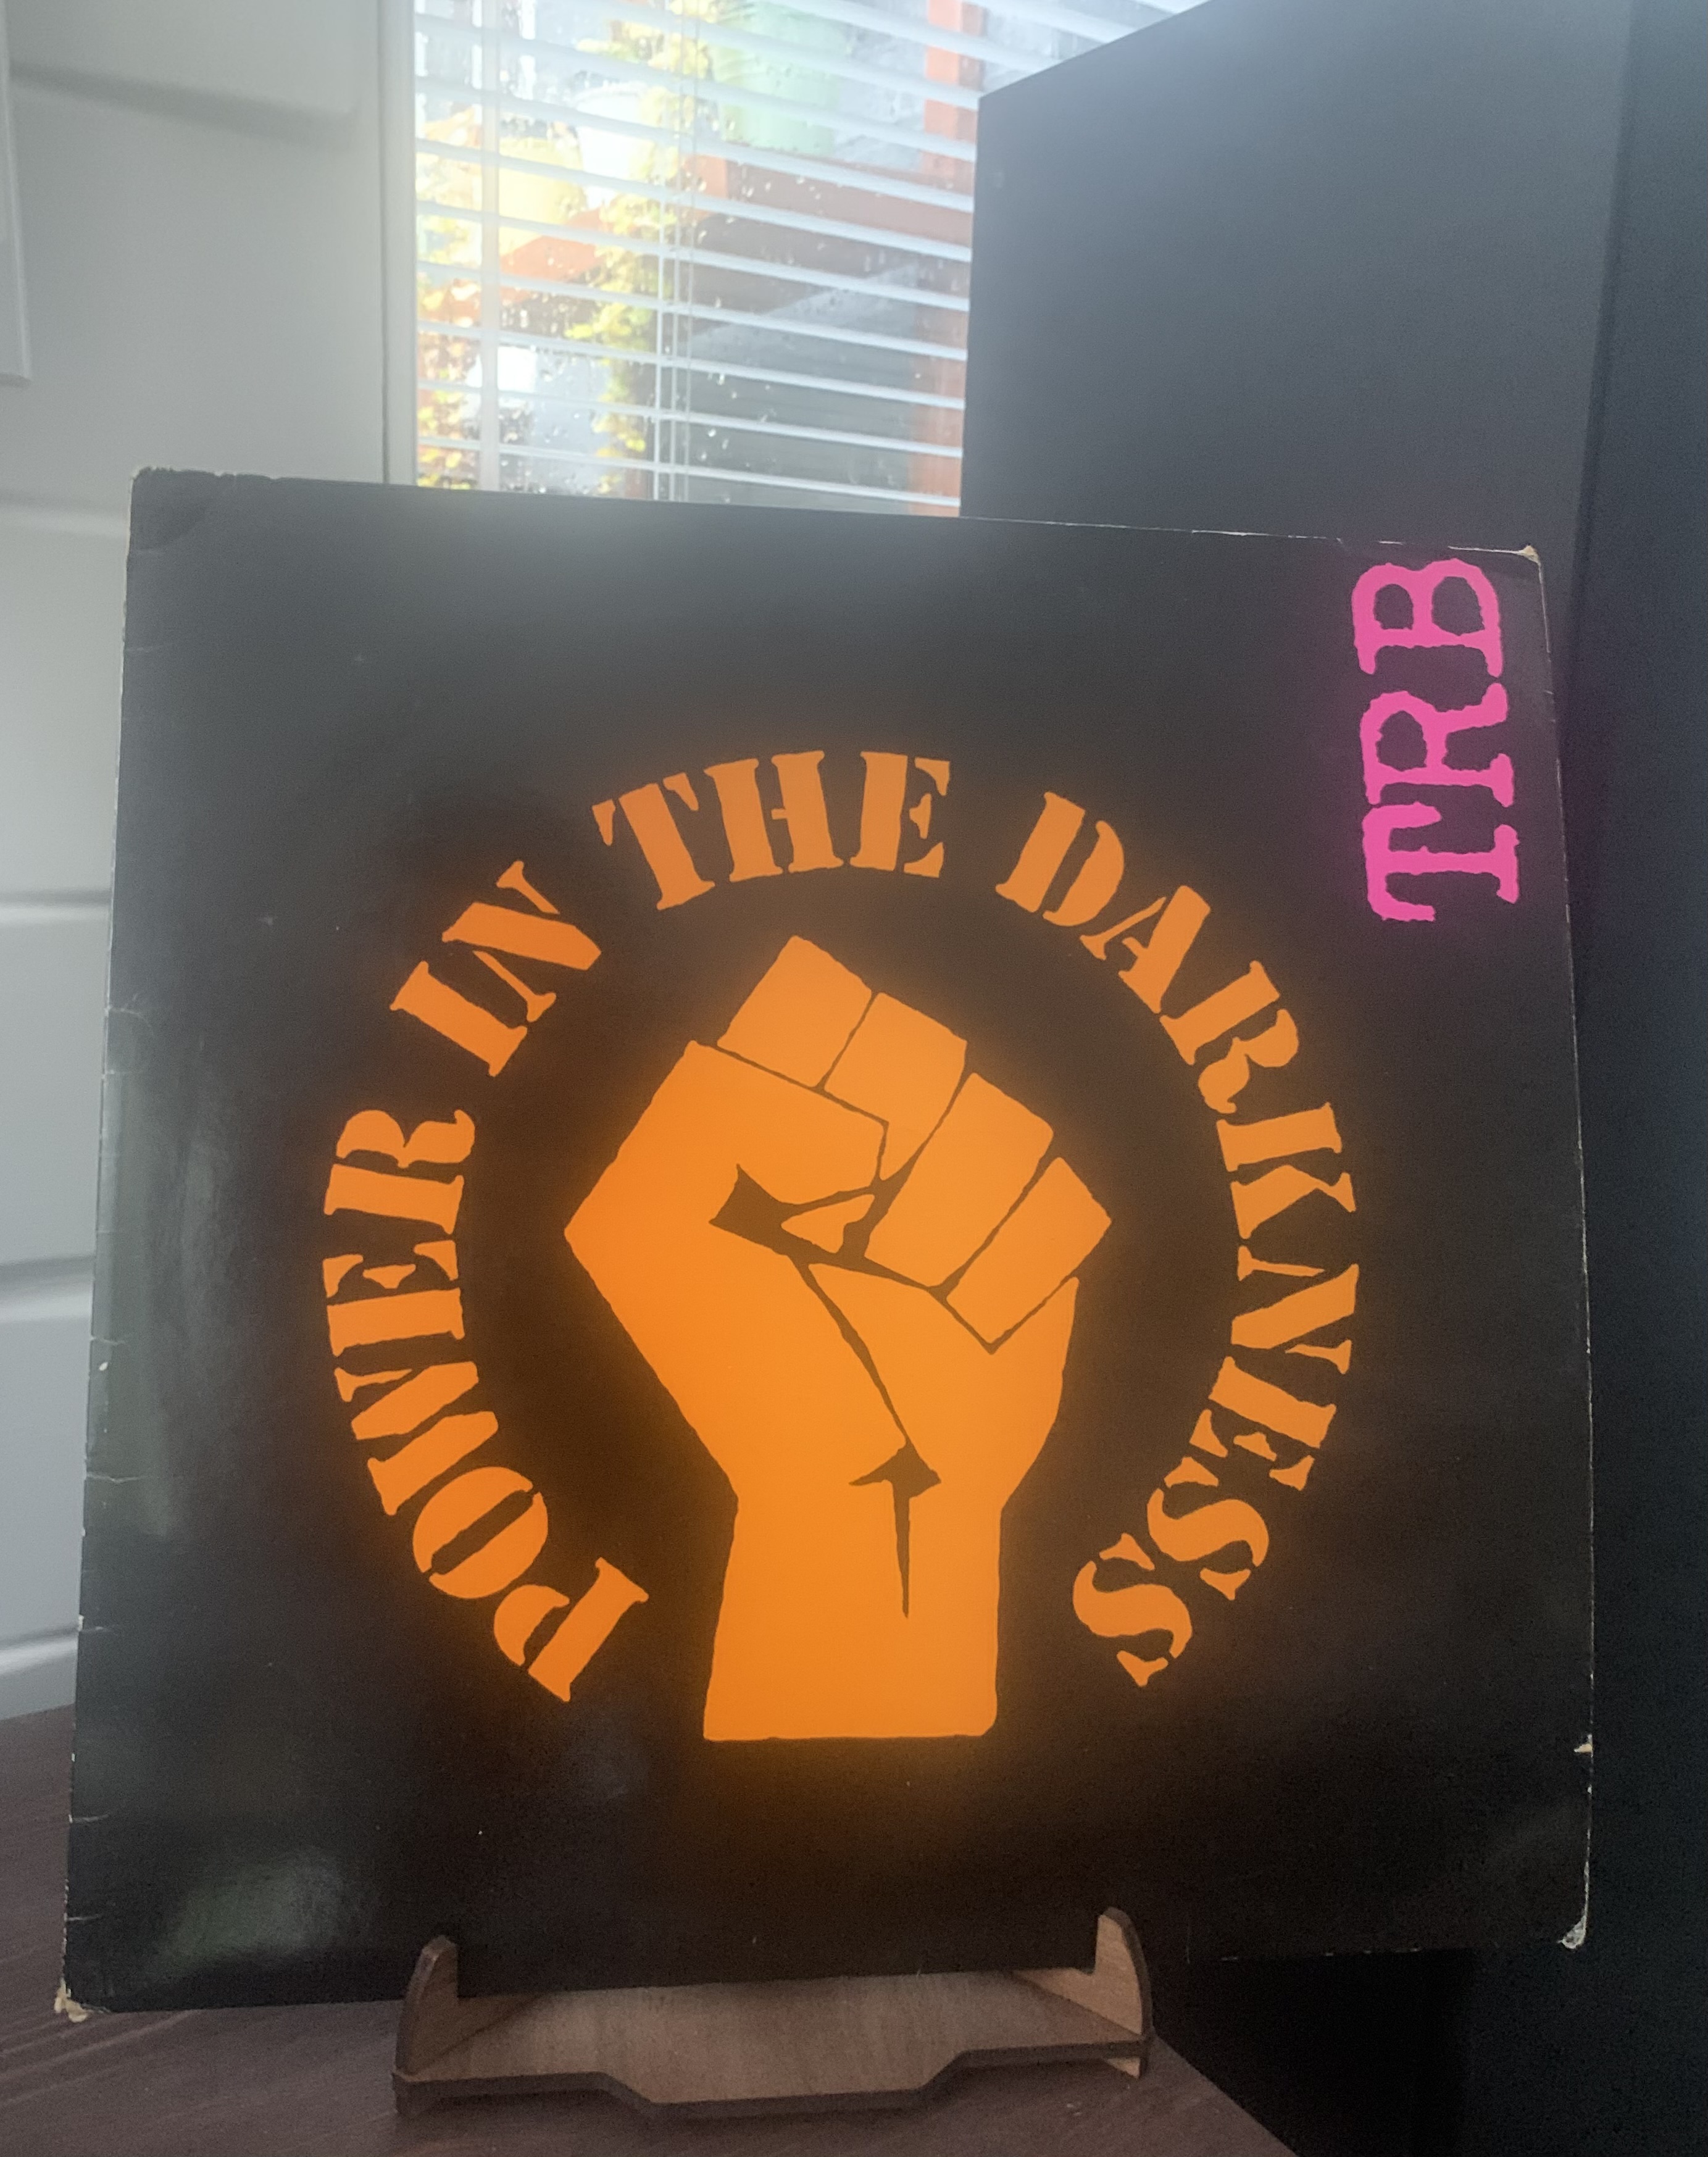 TRB
POWER IN THE DARKNESS